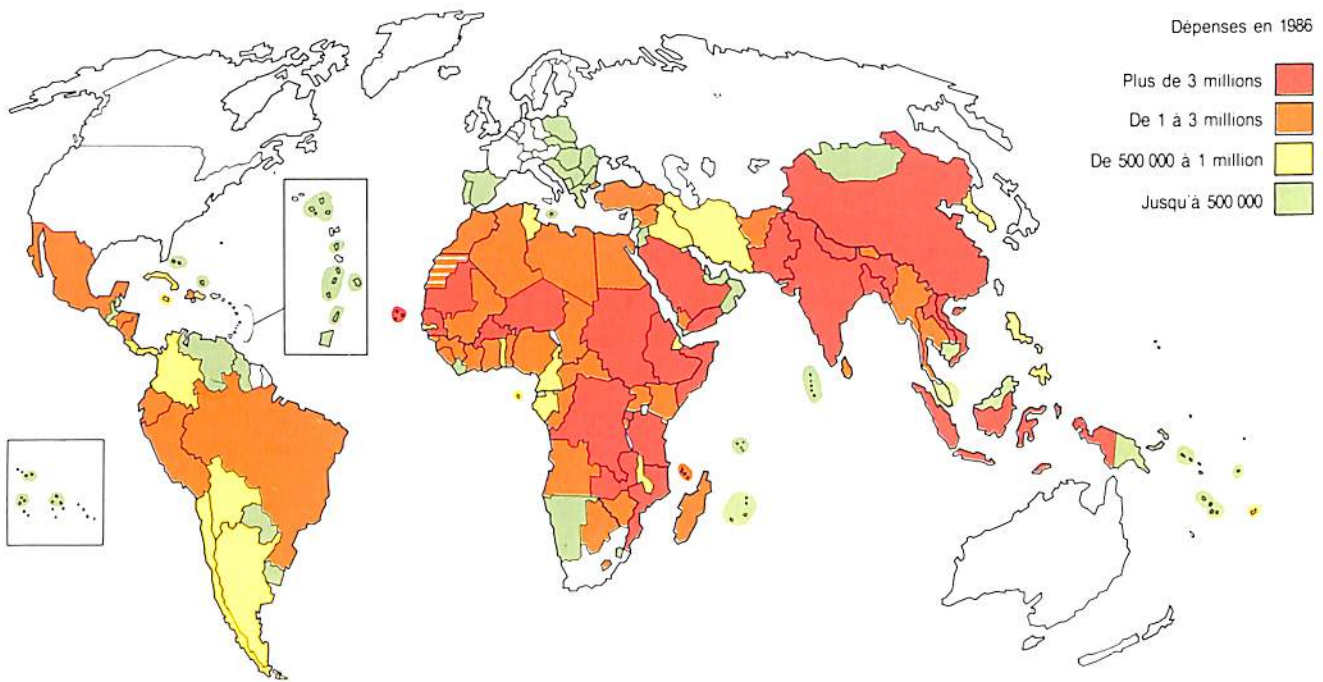 Dépenses en 1986
Plus de 3 millions
De 1 à 3 millions
De 500 000 à 1 million
Jusqu'à 500 000